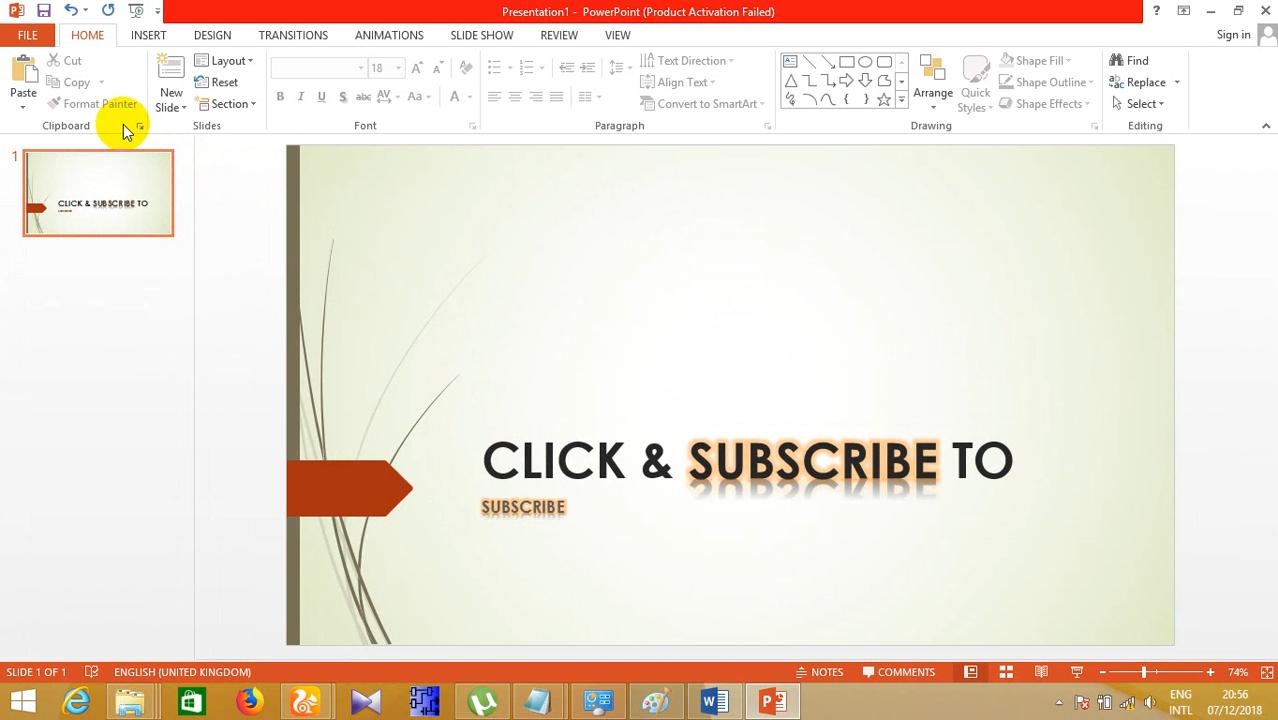 Presentation1 - PowerPoint (Product Activation Failed)
FILE HOME INSERT DESIGN TRANSITIONS ANIMATIONS SLIDE SHOW REVIEW VIEW Sign in
Paste
Cut
Copy
Format Painter
Clipboard
New
Slide
Layout
Reset
Section
Slides
18
B I U S abc AV Aa A
Font
Text Direction
Align Text
Convert to SmartArt
Paragraph
Arrange
Quick
Styles
Shape Fill
Shape Outline
Shape Effects
Drawing
Find
Replace
Select
Editing
1
CLICK & SUBSCRIBE TO
CLICK & SUBSCRIBE TO
SUBSCRIBE
SLIDE 1 OF 1 ENGLISH (UNITED KINGDOM) NOTES COMMENTS 74%
ENG
INTL
20:56
07/12/2018